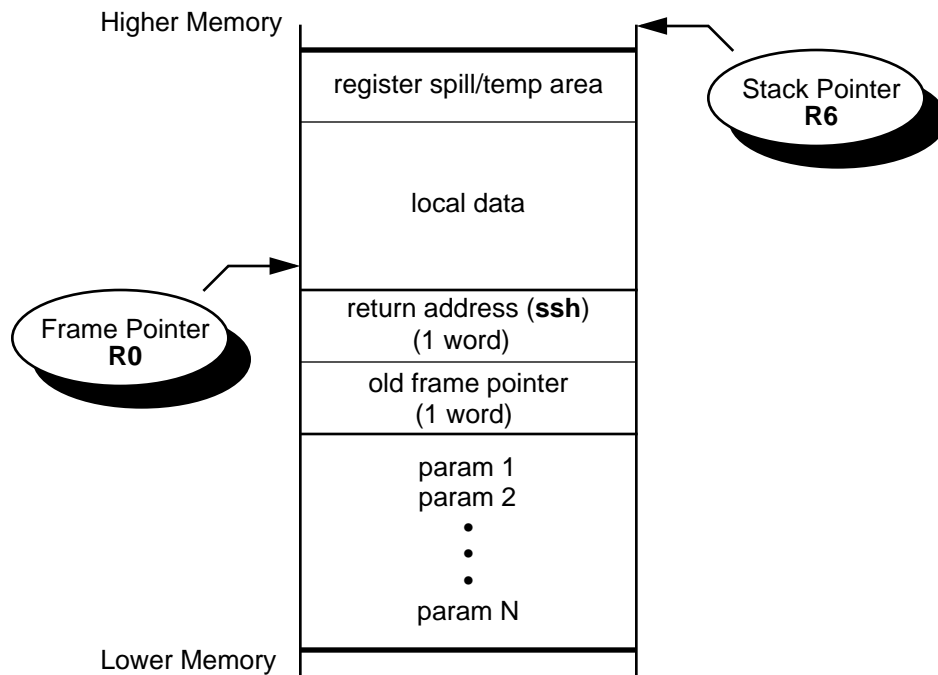 Higher Memory
register spill/temp area
Stack Pointer
R6
local data
return address (ssh)
(1 word)
Frame Pointer
R0
old frame pointer
(1 word)
param 1
param 2
•
•
•
param N
Lower Memory